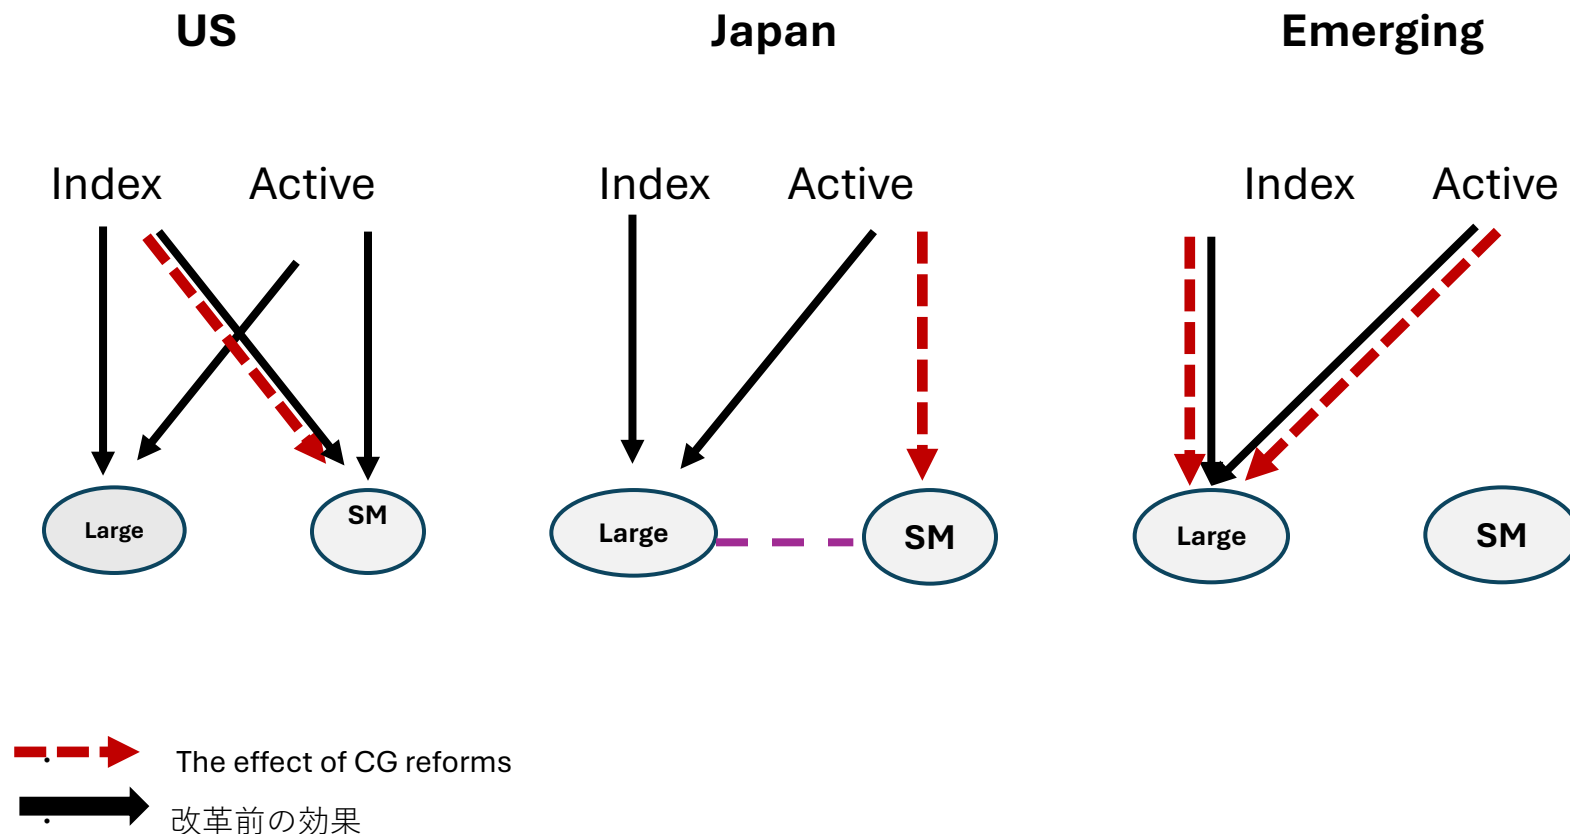 US Japan Emerging
Index Active Index Active Index Active
Large SM Large SM Large SM
The effect of CG reforms
改革前の効果